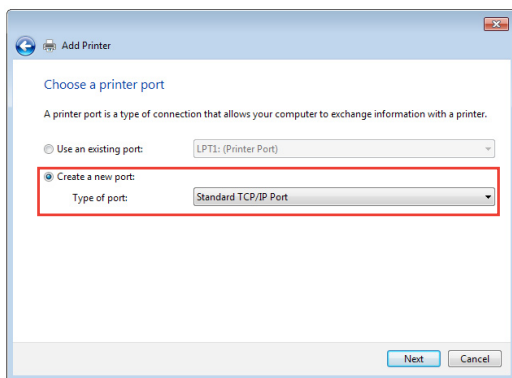 Add Printer
Choose a printer port
A printer port is a type of connection that allows your computer to exchange information with a printer.
Use an existing port: LPT1: (Printer Port)
Create a new port:
Type of port: Standard TCP/IP Port
Next Cancel